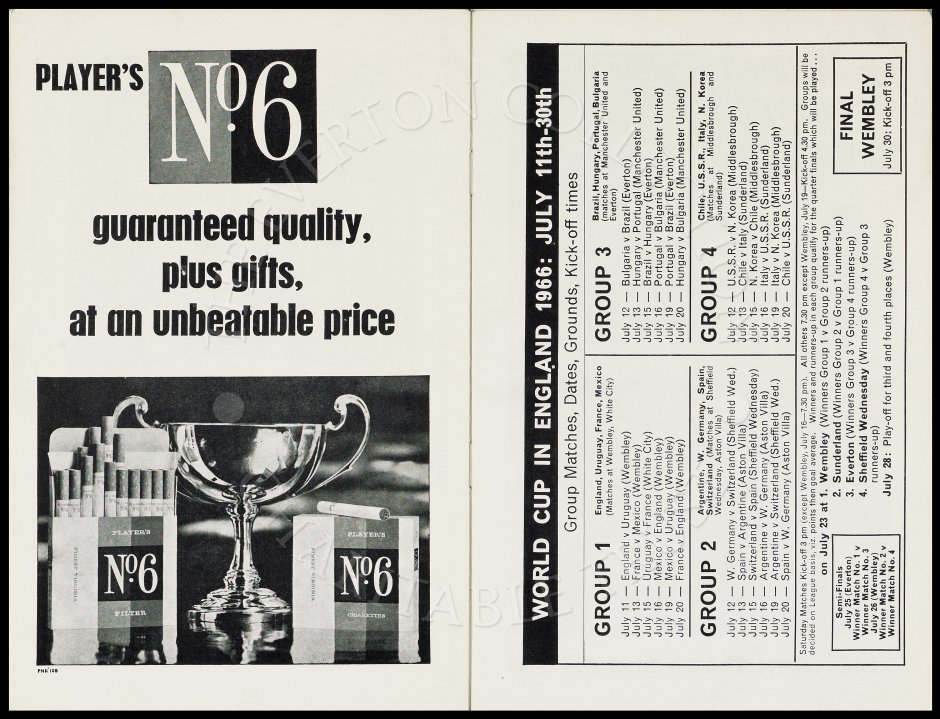 PLAYER'S
No.6
guaranteed quality,
plus gifts,
at an unbeatable price
PLAYER'S
No.6
FILTER
FINEST VIRGINIA
PLAYER'S
No.6
CIGARETTES
FINEST VIRGINIA
PN6/10B
WORLD CUP IN ENGLAND 1966: JULY 11th-30th
Group Matches, Dates, Grounds, Kick-off times
GROUP 1
England, Uruguay, France, Mexico
(Matches at Wembley, White City)
July 11 — England v Uruguay (Wembley)
July 13 — France v Mexico (Wembley)
July 15 — Uruguay v France (White City)
July 16 — Mexico v England (Wembley)
July 19 — Mexico v Uruguay (Wembley)
July 20 — France v England (Wembley)
GROUP 2
Argentine, W. Germany, Spain,
Switzerland (Matches at Sheffield
Wednesday, Aston Villa)
July 12 — W. Germany v Switzerland (Sheffield Wed.)
July 13 — Spain v Argentine (Aston Villa)
July 15 — Switzerland v Spain (Sheffield Wednesday)
July 16 — Argentine v W. Germany (Aston Villa)
July 19 — Argentine v Switzerland (Sheffield Wed.)
July 20 — Spain v W. Germany (Aston Villa)
GROUP 3
Brazil, Hungary, Portugal, Bulgaria
(matches at Manchester United and
Everton)
July 12 — Bulgaria v Brazil (Everton)
July 13 — Hungary v Portugal (Manchester United)
July 15 — Brazil v Hungary (Everton)
July 16 — Portugal v Bulgaria (Manchester United)
July 19 — Portugal v Brazil (Everton)
July 20 — Hungary v Bulgaria (Manchester United)
GROUP 4
Chile, U.S.S.R., Italy, N. Korea
(Matches at Middlesbrough and
Sunderland)
July 12 — U.S.S.R. v N. Korea (Middlesbrough)
July 13 — Chile v Italy (Sunderland)
July 15 — N. Korea v Chile (Middlesbrough)
July 16 — Italy v U.S.S.R. (Sunderland)
July 19 — Italy v N. Korea (Middlesbrough)
July 20 — Chile v U.S.S.R. (Sunderland)
Saturday Matches Kick-off 3 pm (except Wembley, July 16—7.30 pm). All others 7.30 pm except Wembley, July 19—Kick-off 4.30 pm. Groups will be
decided on League basis, viz. points then goal average. Winners and runners-up in each group qualify for the quarter finals which will be played...
on July 23 at 1. Wembley (Winners Group 1 v Group 2 runners-up)
2. Sunderland (Winners Group 2 v Group 1 runners-up)
3. Everton (Winners Group 3 v Group 4 runners-up)
4. Sheffield Wednesday (Winners Group 4 v Group 3
runners-up)
July 28: Play-off for third and fourth places (Wembley)
Semi-Finals
July 25 (Everton)
Winner Match No. 1 v
Winner Match No. 3
July 26 (Wembley)
Winner Match No. 2 v
Winner Match No. 4
FINAL
WEMBLEY
July 30: Kick-off 3 pm